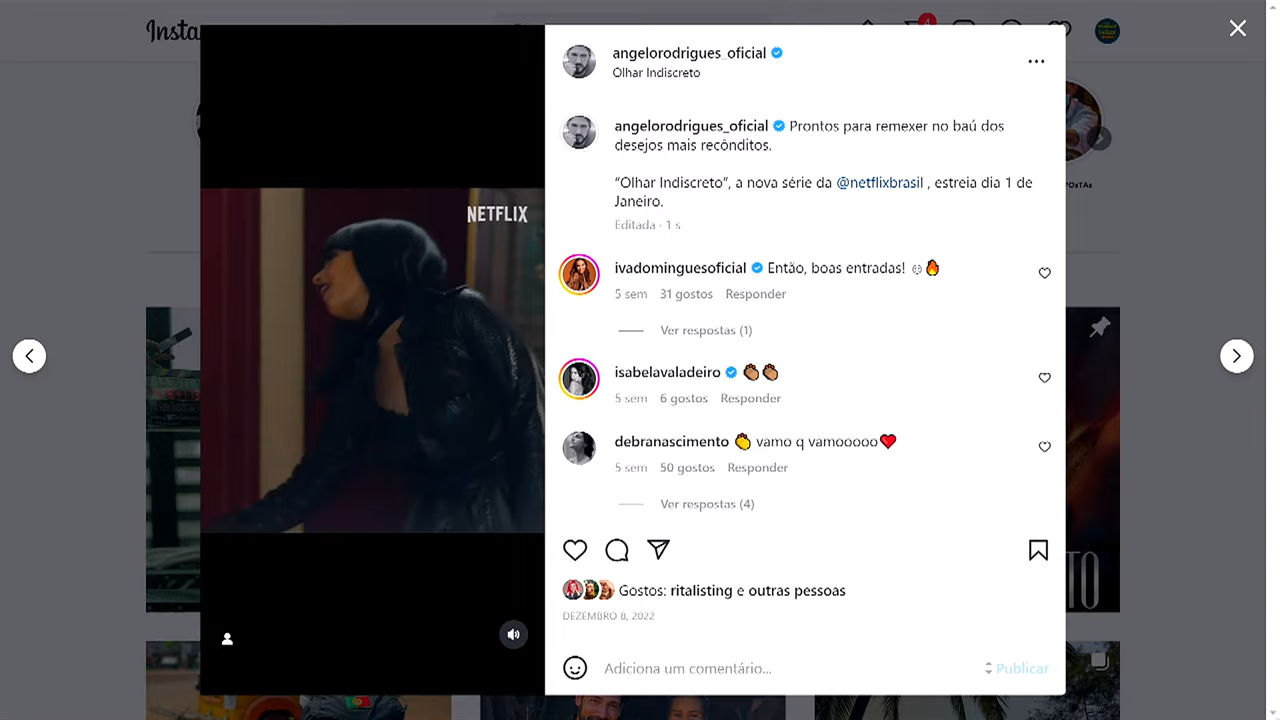 Insta
4
angelorodrigues_oficial
Olhar Indiscreto
angelorodrigues_oficial Prontos para remexer no baú dos
desejos mais recônditos.
“Olhar Indiscreto”, a nova série da @netflixbrasil , estreia dia 1 de
Janeiro.
Editada · 1 s
NETFLIX
ivadominguesoficial Então, boas entradas! 🔥
5 sem 31 gostos Responder
Ver respostas (1)
isabelavaladeiro 👏🏽👏🏽
5 sem 6 gostos Responder
debranascimento 👏 vamo q vamooooo❤️
5 sem 50 gostos Responder
Ver respostas (4)
Gostos: ritalisting e outras pessoas
DEZEMBRO 8, 2022
Adiciona um comentário...
Publicar